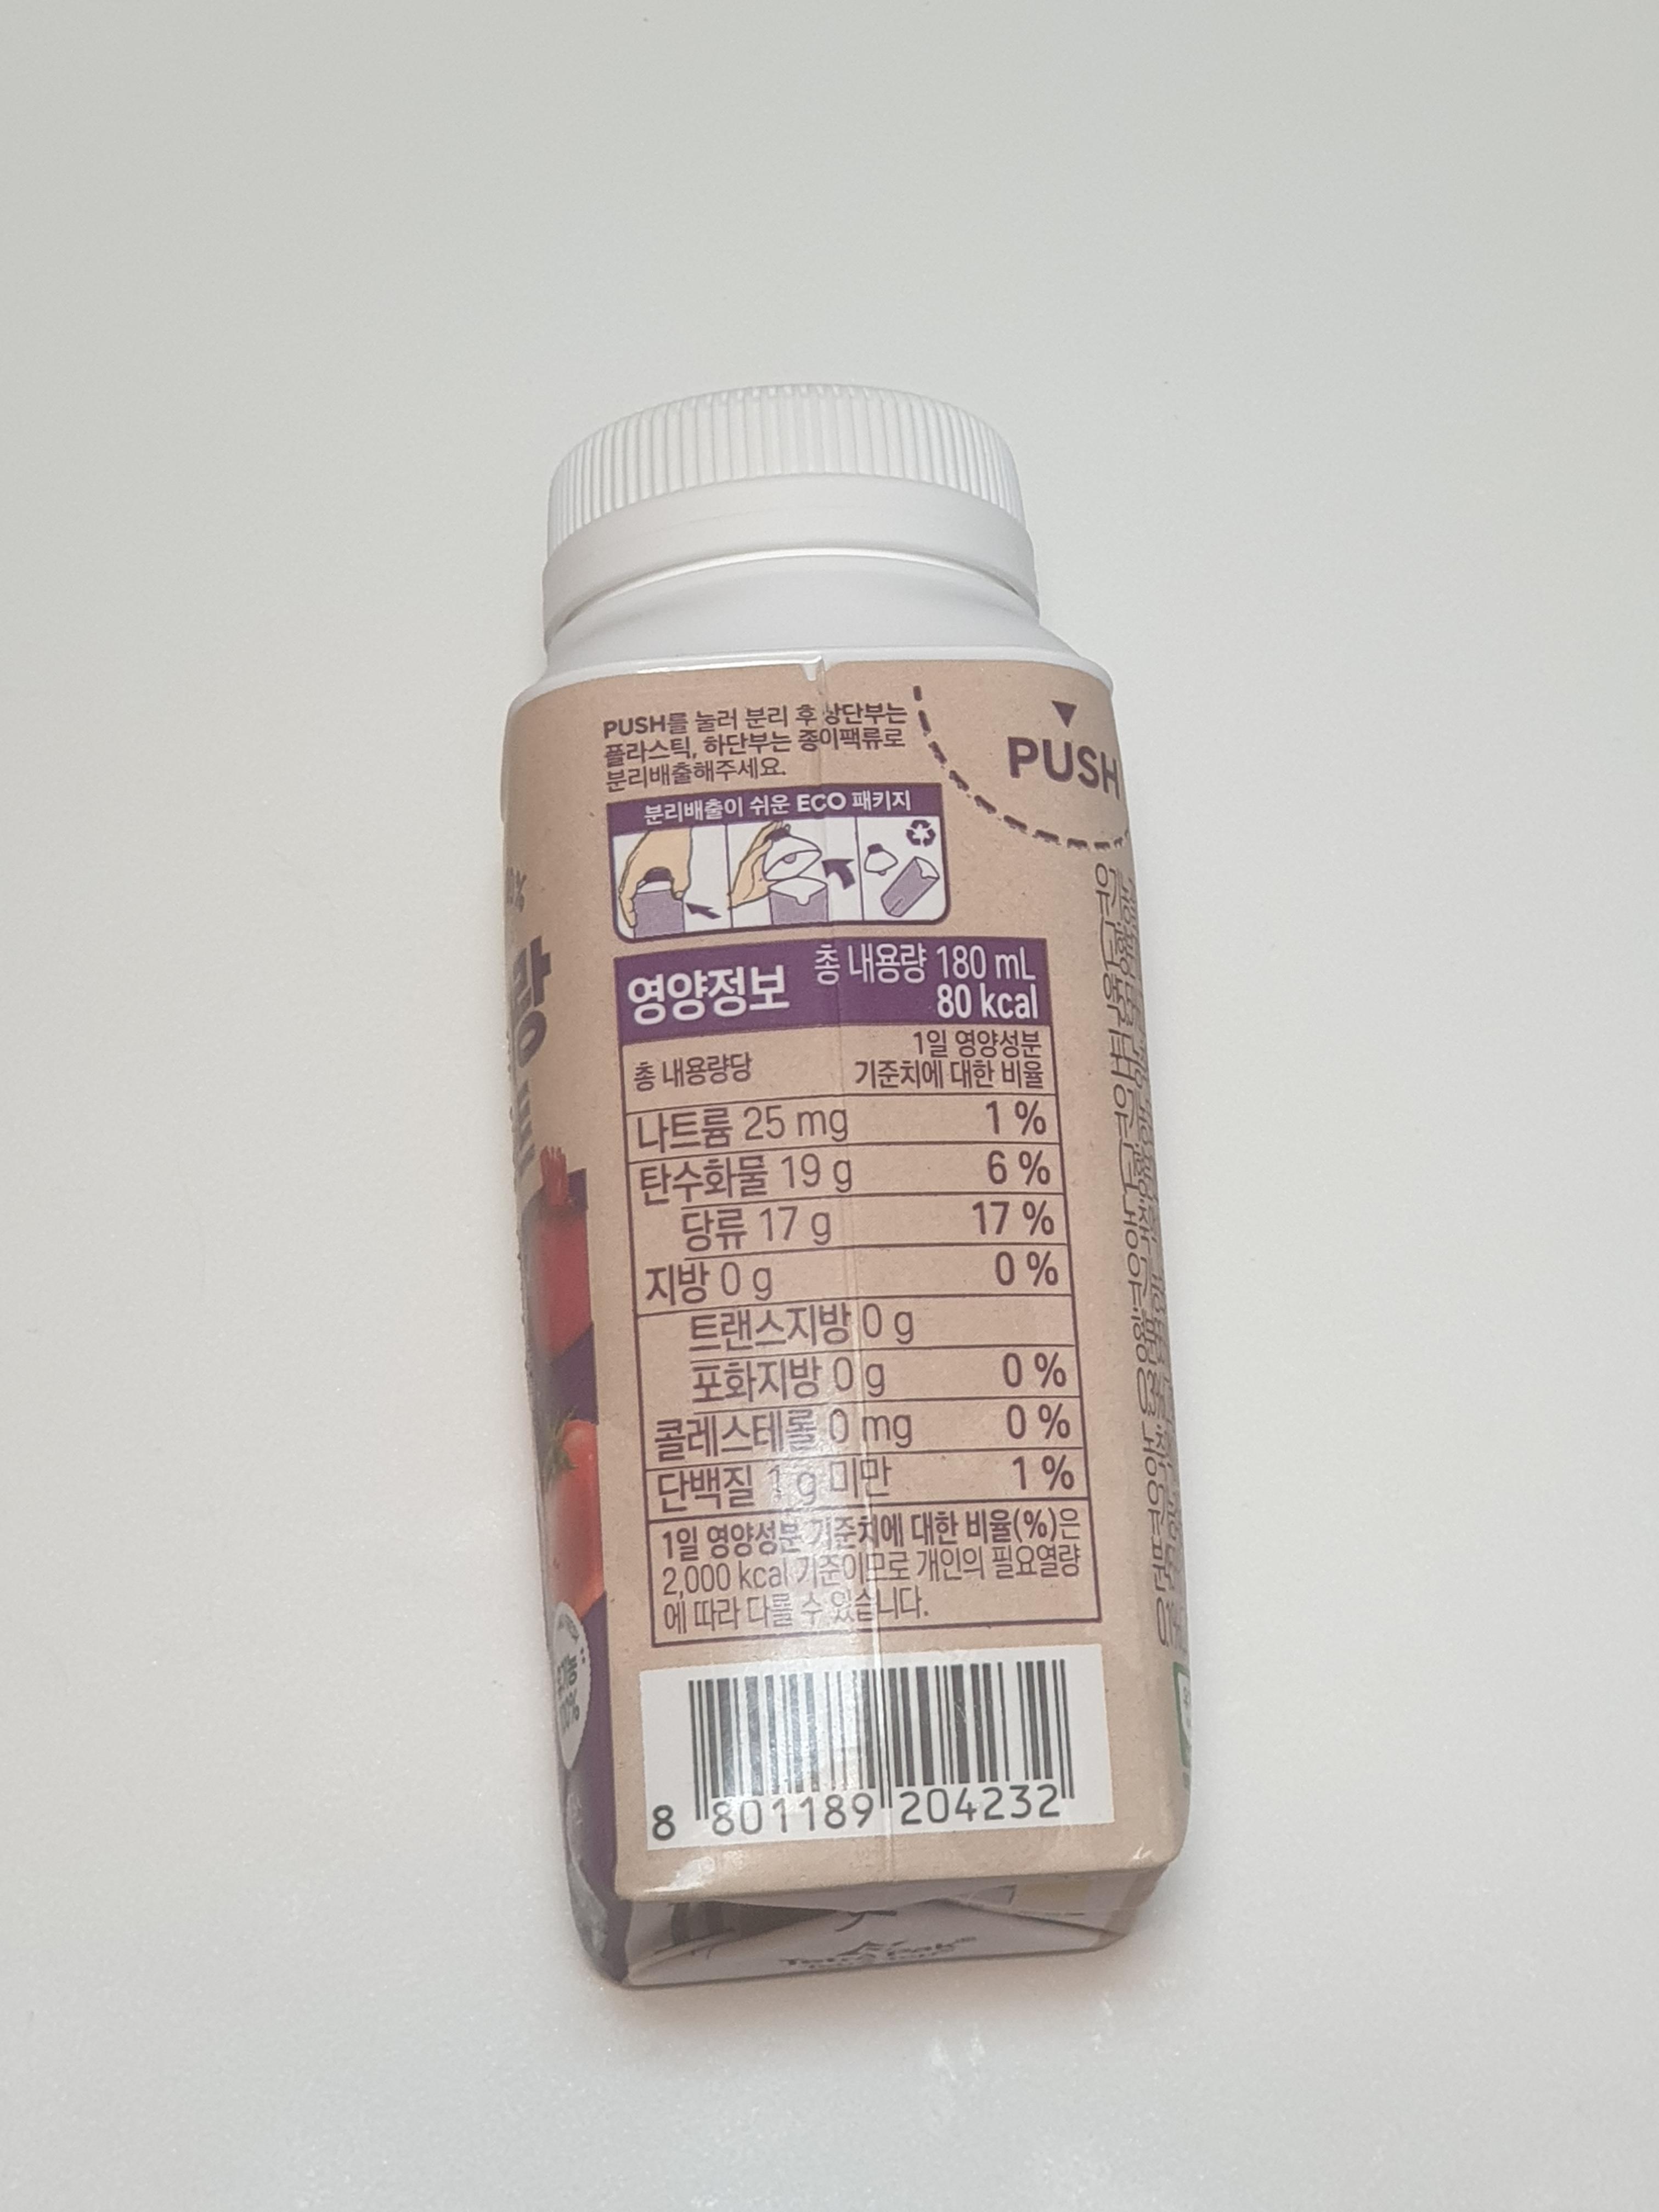 PUSH를 눌러 분리 후 상단부는
플라스틱, 하단부는 종이팩류로
분리배출해주세요.
PUSH
분리배출이 쉬운 ECO 패키지
영양정보
총 내용량 180 mL
80 kcal
총 내용량당
1일 영양성분
기준치에 대한 비율
나트륨 25 mg 1 %
탄수화물 19 g 6 %
당류 17 g 17 %
지방 0 g 0 %
트랜스지방 0 g
포화지방 0 g 0 %
콜레스테롤 0 mg 0 %
단백질 1 g 미만 1 %
1일 영양성분 기준치에 대한 비율(%)은
2,000 kcal 기준이므로 개인의 필요열량
에 따라 다를 수 있습니다.
8 801189 204232
유기농
100%
Tetra Pak®